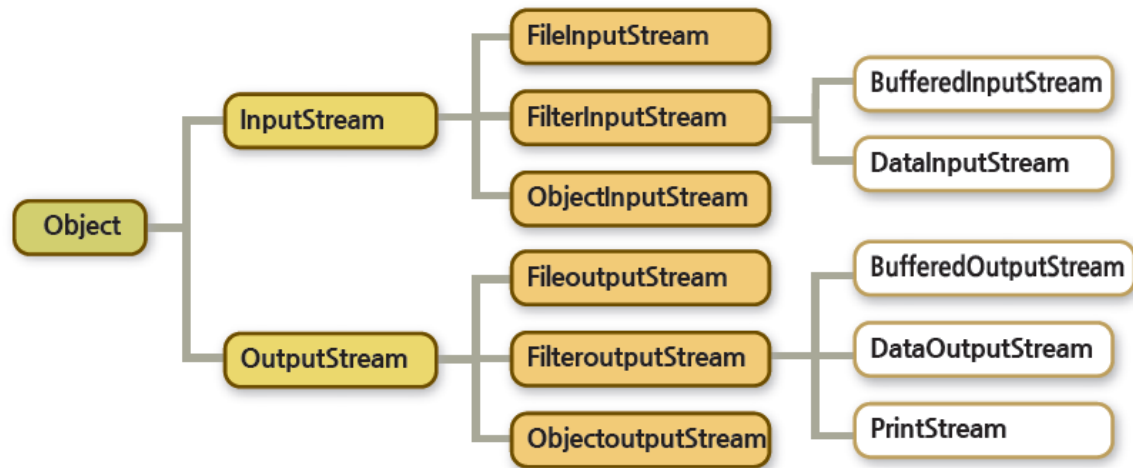 Object
InputStream
FileInputStream
FilterInputStream
BufferedInputStream
DataInputStream
ObjectInputStream
OutputStream
FileoutputStream
FilteroutputStream
BufferedOutputStream
DataOutputStream
PrintStream
ObjectoutputStream